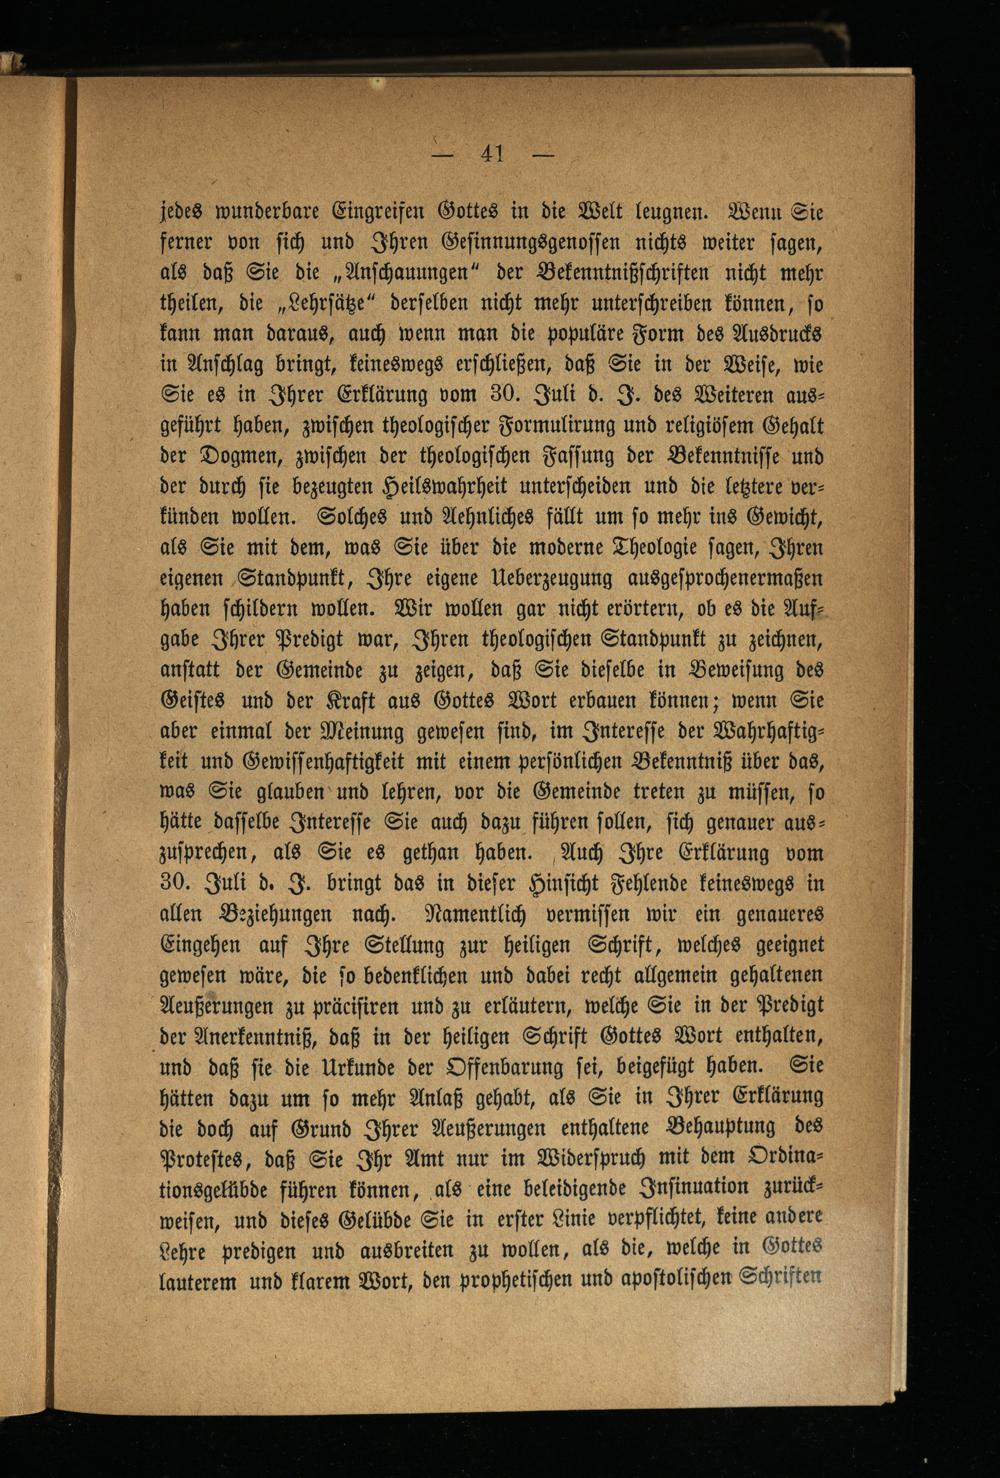 — 41 —
jedes wunderbare Eingreifen Gottes in die Welt leugnen. Wenn Sie
ferner von sich und Ihren Gesinnungsgenossen nichts weiter sagen,
als daß Sie die „Anschauungen“ der Bekenntnißschriften nicht mehr
theilen, die „Lehrsätze“ derselben nicht mehr unterschreiben können, so
kann man daraus, auch wenn man die populäre Form des Ausdrucks
in Anschlag bringt, keineswegs erschließen, daß Sie in der Weise, wie
Sie es in Ihrer Erklärung vom 30. Juli d. J. des Weiteren aus-
geführt haben, zwischen theologischer Formulirung und religiösem Gehalt
der Dogmen, zwischen der theologischen Fassung der Bekenntnisse und
der durch sie bezeugten Heilswahrheit unterscheiden und die letztere ver-
künden wollen. Solches und Aehnliches fällt um so mehr ins Gewicht,
als Sie mit dem, was Sie über die moderne Theologie sagen, Ihren
eigenen Standpunkt, Ihre eigene Ueberzeugung ausgesprochenermaßen
haben schildern wollen. Wir wollen gar nicht erörtern, ob es die Auf-
gabe Ihrer Predigt war, Ihren theologischen Standpunkt zu zeichnen,
anstatt der Gemeinde zu zeigen, daß Sie dieselbe in Beweisung des
Geistes und der Kraft aus Gottes Wort erbauen können; wenn Sie
aber einmal der Meinung gewesen sind, im Interesse der Wahrhaftig-
keit und Gewissenhaftigkeit mit einem persönlichen Bekenntniß über das,
was Sie glauben und lehren, vor die Gemeinde treten zu müssen, so
hätte dasselbe Interesse Sie auch dazu führen sollen, sich genauer aus-
zusprechen, als Sie es gethan haben. Auch Ihre Erklärung vom
30. Juli d. J. bringt das in dieser Hinsicht Fehlende keineswegs in
allen Beziehungen nach. Namentlich vermissen wir ein genaueres
Eingehen auf Ihre Stellung zur heiligen Schrift, welches geeignet
gewesen wäre, die so bedenklichen und dabei recht allgemein gehaltenen
Aeußerungen zu präcisiren und zu erläutern, welche Sie in der Predigt
der Anerkenntniß, daß in der heiligen Schrift Gottes Wort enthalten,
und daß sie die Urkunde der Offenbarung sei, beigefügt haben. Sie
hätten dazu um so mehr Anlaß gehabt, als Sie in Ihrer Erklärung
die doch auf Grund Ihrer Aeußerungen enthaltene Behauptung des
Protestes, daß Sie Ihr Amt nur im Widerspruch mit dem Ordina-
tionsgelübde führen können, als eine beleidigende Insinuation zurück-
weisen, und dieses Gelübde Sie in erster Linie verpflichtet, keine andere
Lehre predigen und ausbreiten zu wollen, als die, welche in Gottes
lauterem und klarem Wort, den prophetischen und apostolischen Schriften